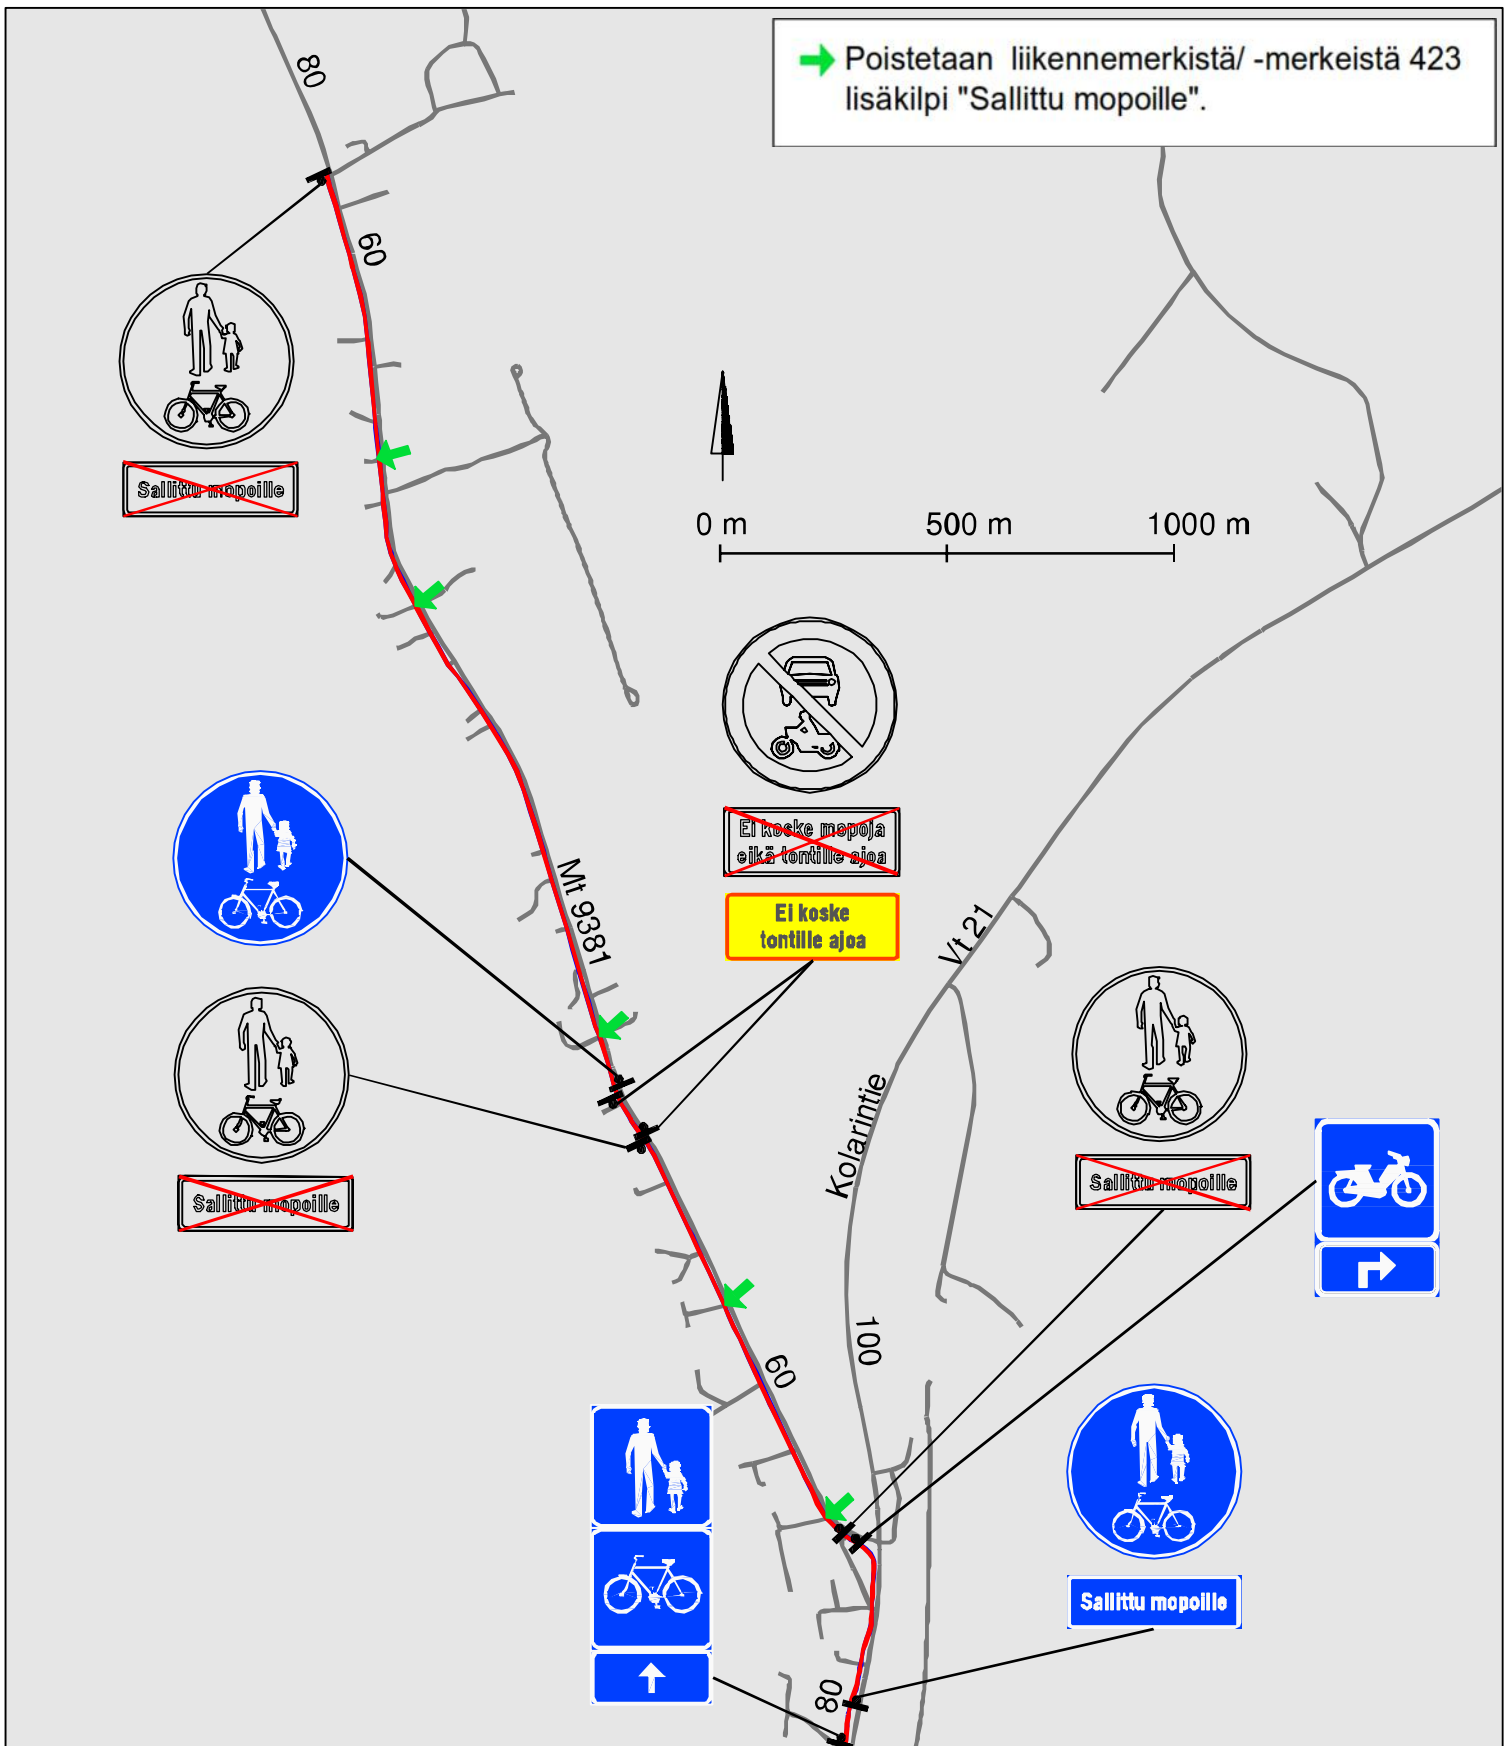 Poistetaan liikennemerkistä/ -merkeistä 423
lisäkilpi "Sallittu mopoille".
80
60
Sallittu mopoille
0 m 500 m 1000 m
Ei koske mopoja
eikä tontille ajoa
Ei koske
tontille ajoa
Mt 9381
Vt 21
Kolarintie
Sallittu mopoille
Sallittu mopoille
100
60
Sallittu mopoille
80